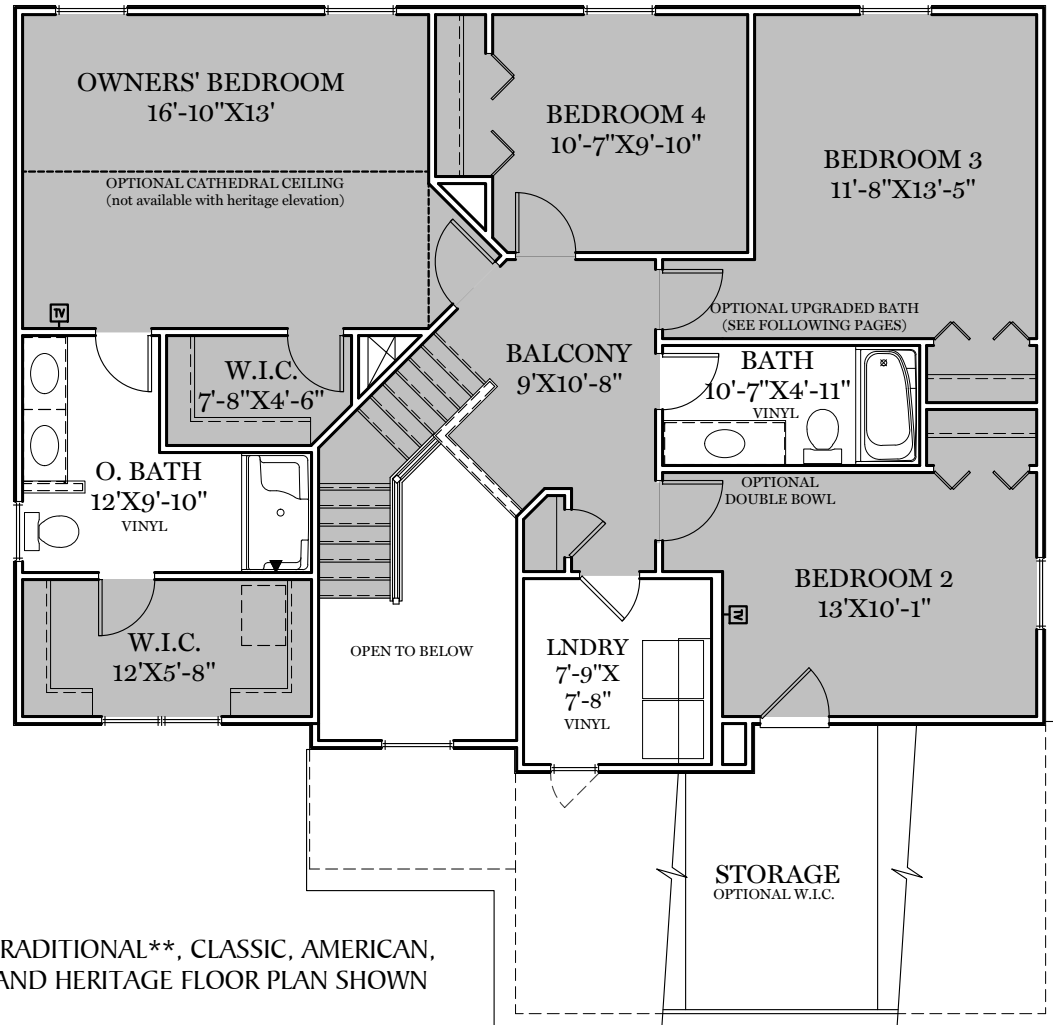 OWNERS' BEDROOM
16'-10"X13'
OPTIONAL CATHEDRAL CEILING
(not available with heritage elevation)
BEDROOM 4
10'-7"X9'-10"
BEDROOM 3
11'-8"X13'-5"
OPTIONAL UPGRADED BATH
(SEE FOLLOWING PAGES)
TV
W.I.C.
7'-8"X4'-6"
BALCONY
9'X10'-8"
BATH
10'-7"X4'-11"
VINYL
O. BATH
12'X9'-10"
VINYL
OPTIONAL
DOUBLE BOWL
BEDROOM 2
13'X10'-1"
TV
W.I.C.
12'X5'-8"
OPEN TO BELOW
LNDRY
7'-9"X
7'-8"
VINYL
STORAGE
OPTIONAL W.I.C.
RADITIONAL**, CLASSIC, AMERICAN,
AND HERITAGE FLOOR PLAN SHOWN